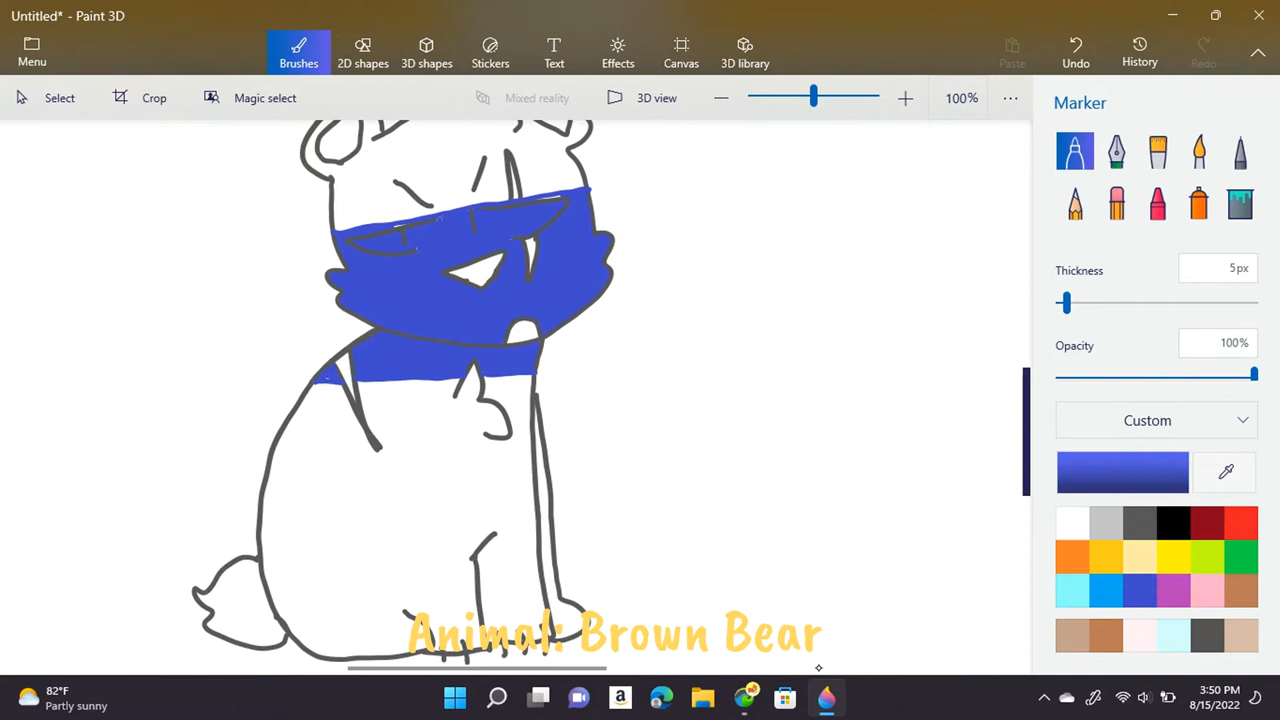 Untitled* - Paint 3D
Menu
Brushes
2D shapes
3D shapes
Stickers
Text
Effects
Canvas
3D library
Paste
Undo
History
Redo
Select
Crop
Magic select
Mixed reality
3D view
100%
Marker
Thickness
5px
Opacity
100%
Custom
Animal: Brown Bear
82°F
Partly sunny
3:50 PM
8/15/2022